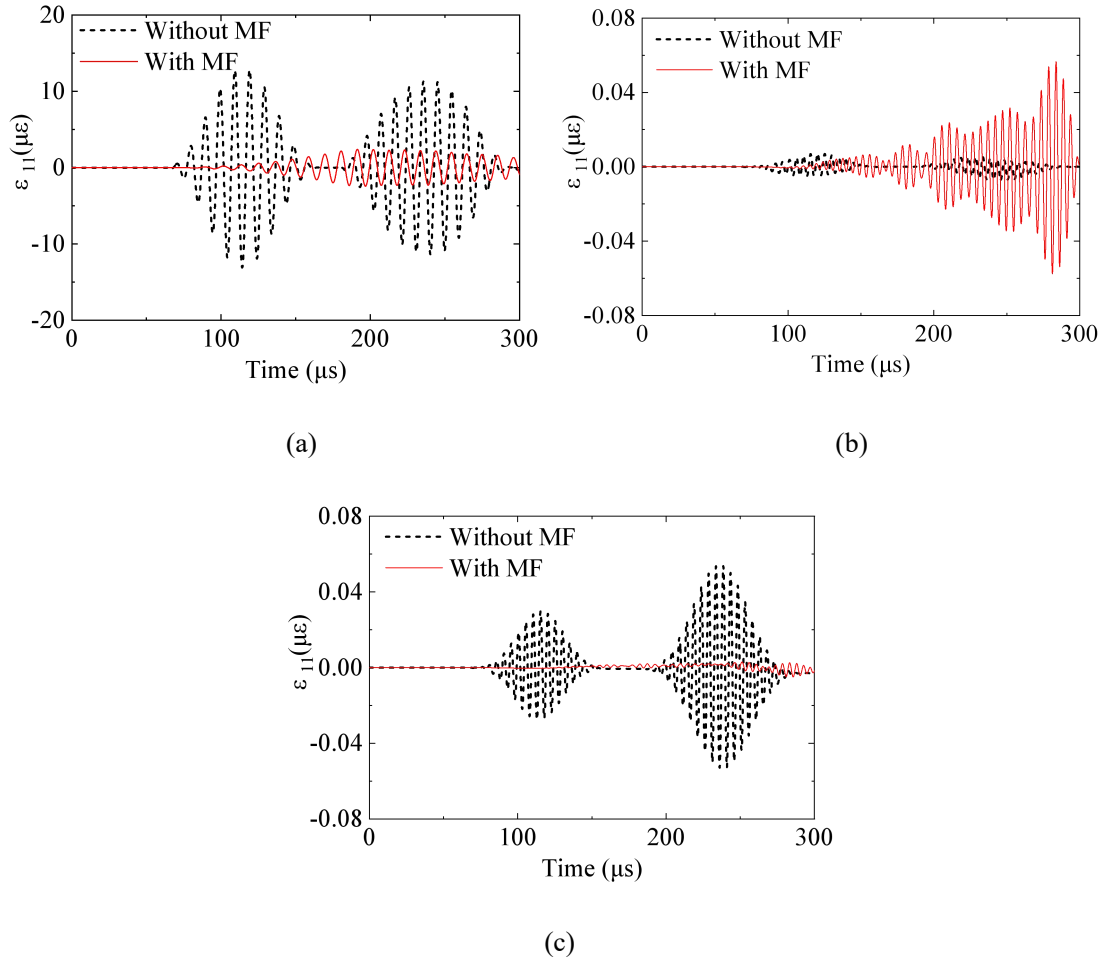 20
10
0
-10
-20
ε 11(με)
Without MF
With MF
0
100
200
300
Time (μs)
(a)
0.08
0.04
0.00
-0.04
-0.08
ε 11(με)
Without MF
With MF
0
100
200
300
Time (μs)
(b)
0.08
0.04
0.00
-0.04
-0.08
ε 11(με)
Without MF
With MF
0
100
200
300
Time (μs)
(c)